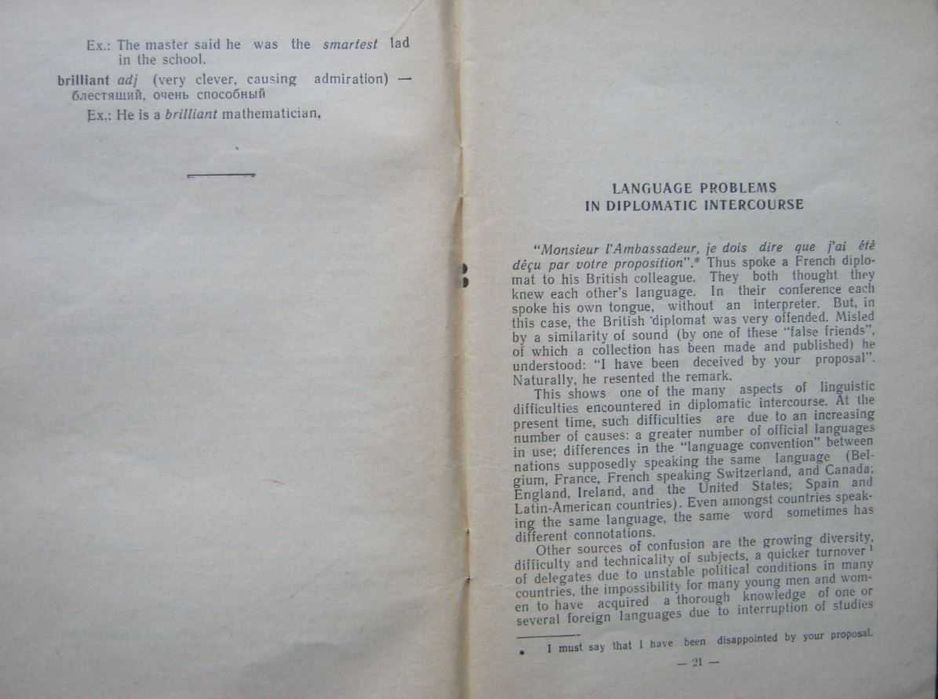 Ex.: The master said he was the smartest lad
in the school.
brilliant adj (very clever, causing admiration) —
блестящий, очень способный
Ex.: He is a brilliant mathematician.
LANGUAGE PROBLEMS
IN DIPLOMATIC INTERCOURSE
“Monsieur l’Ambassadeur, je dois dire que j’ai été
déçu par votre proposition”.* Thus spoke a French diplo-
mat to his British colleague. They both thought they
knew each other’s language. In their conference each
spoke his own tongue, without an interpreter. But, in
this case, the British diplomat was very offended. Misled
by a similarity of sound (by one of these “false friends”,
of which a collection has been made and published) he
understood: “I have been deceived by your proposal”.
Naturally, he resented the remark.
This shows one of the many aspects of linguistic
difficulties encountered in diplomatic intercourse. At the
present time, such difficulties are due to an increasing
number of causes: a greater number of official languages
in use; differences in the “language convention” between
nations supposedly speaking the same language (Bel-
gium, France, French speaking Switzerland, and Canada;
England, Ireland, and the United States; Spain and
Latin-American countries). Even amongst countries speak-
ing the same language, the same word sometimes has
different connotations.
Other sources of confusion are the growing diversity,
difficulty and technicality of subjects, a quicker turnover
of delegates due to unstable political conditions in many
countries, the impossibility for many young men and wom-
en to have acquired a thorough knowledge of one or
several foreign languages due to interruption of studies
* I must say that I have been disappointed by your proposal.
— 21 —